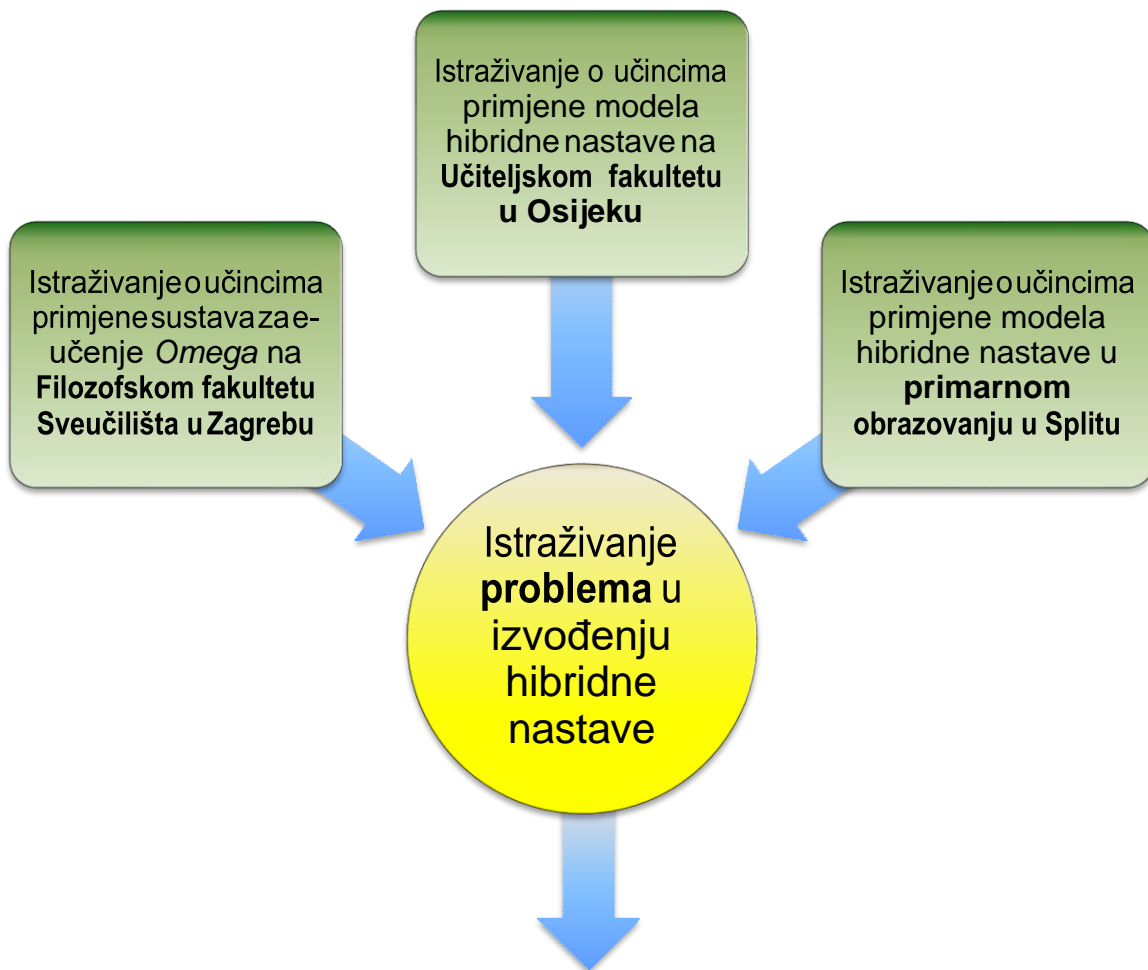 Istraživanje o učincima
primjene modela
hibridne nastave na
Učiteljskom fakultetu
u Osijeku
Istraživanje o učincima
primjene sustava za e-
učenje Omega na
Filozofskom fakultetu
Sveučilišta u Zagrebu
Istraživanje o učincima
primjene modela
hibridne nastave u
primarnom
obrazovanju u Splitu
Istraživanje
problema u
izvođenju
hibridne
nastave